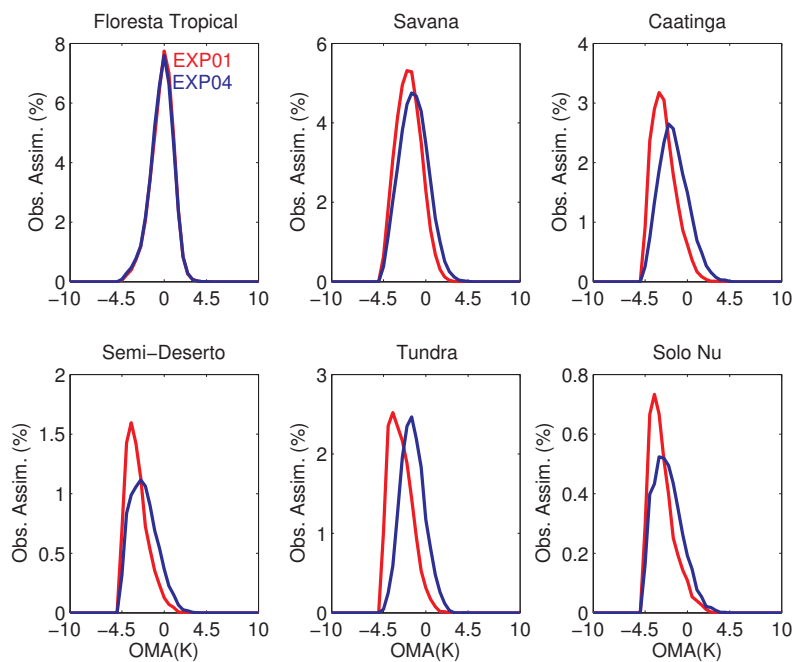 Floresta Tropical
Savana
Caatinga
Obs. Assim. (%)
8
6
4
2
0
EXP01
EXP04
−10 −4.5 0 4.5 10
Obs. Assim. (%)
6
4
2
0
−10 −4.5 0 4.5 10
Obs. Assim. (%)
4
3
2
1
0
−10 −4.5 0 4.5 10
Semi−Deserto
Tundra
Solo Nu
Obs. Assim. (%)
2
1.5
1
0.5
0
−10 −4.5 0 4.5 10
OMA(K)
Obs. Assim. (%)
3
2
1
0
−10 −4.5 0 4.5 10
OMA(K)
Obs. Assim. (%)
0.8
0.6
0.4
0.2
0
−10 −4.5 0 4.5 10
OMA(K)